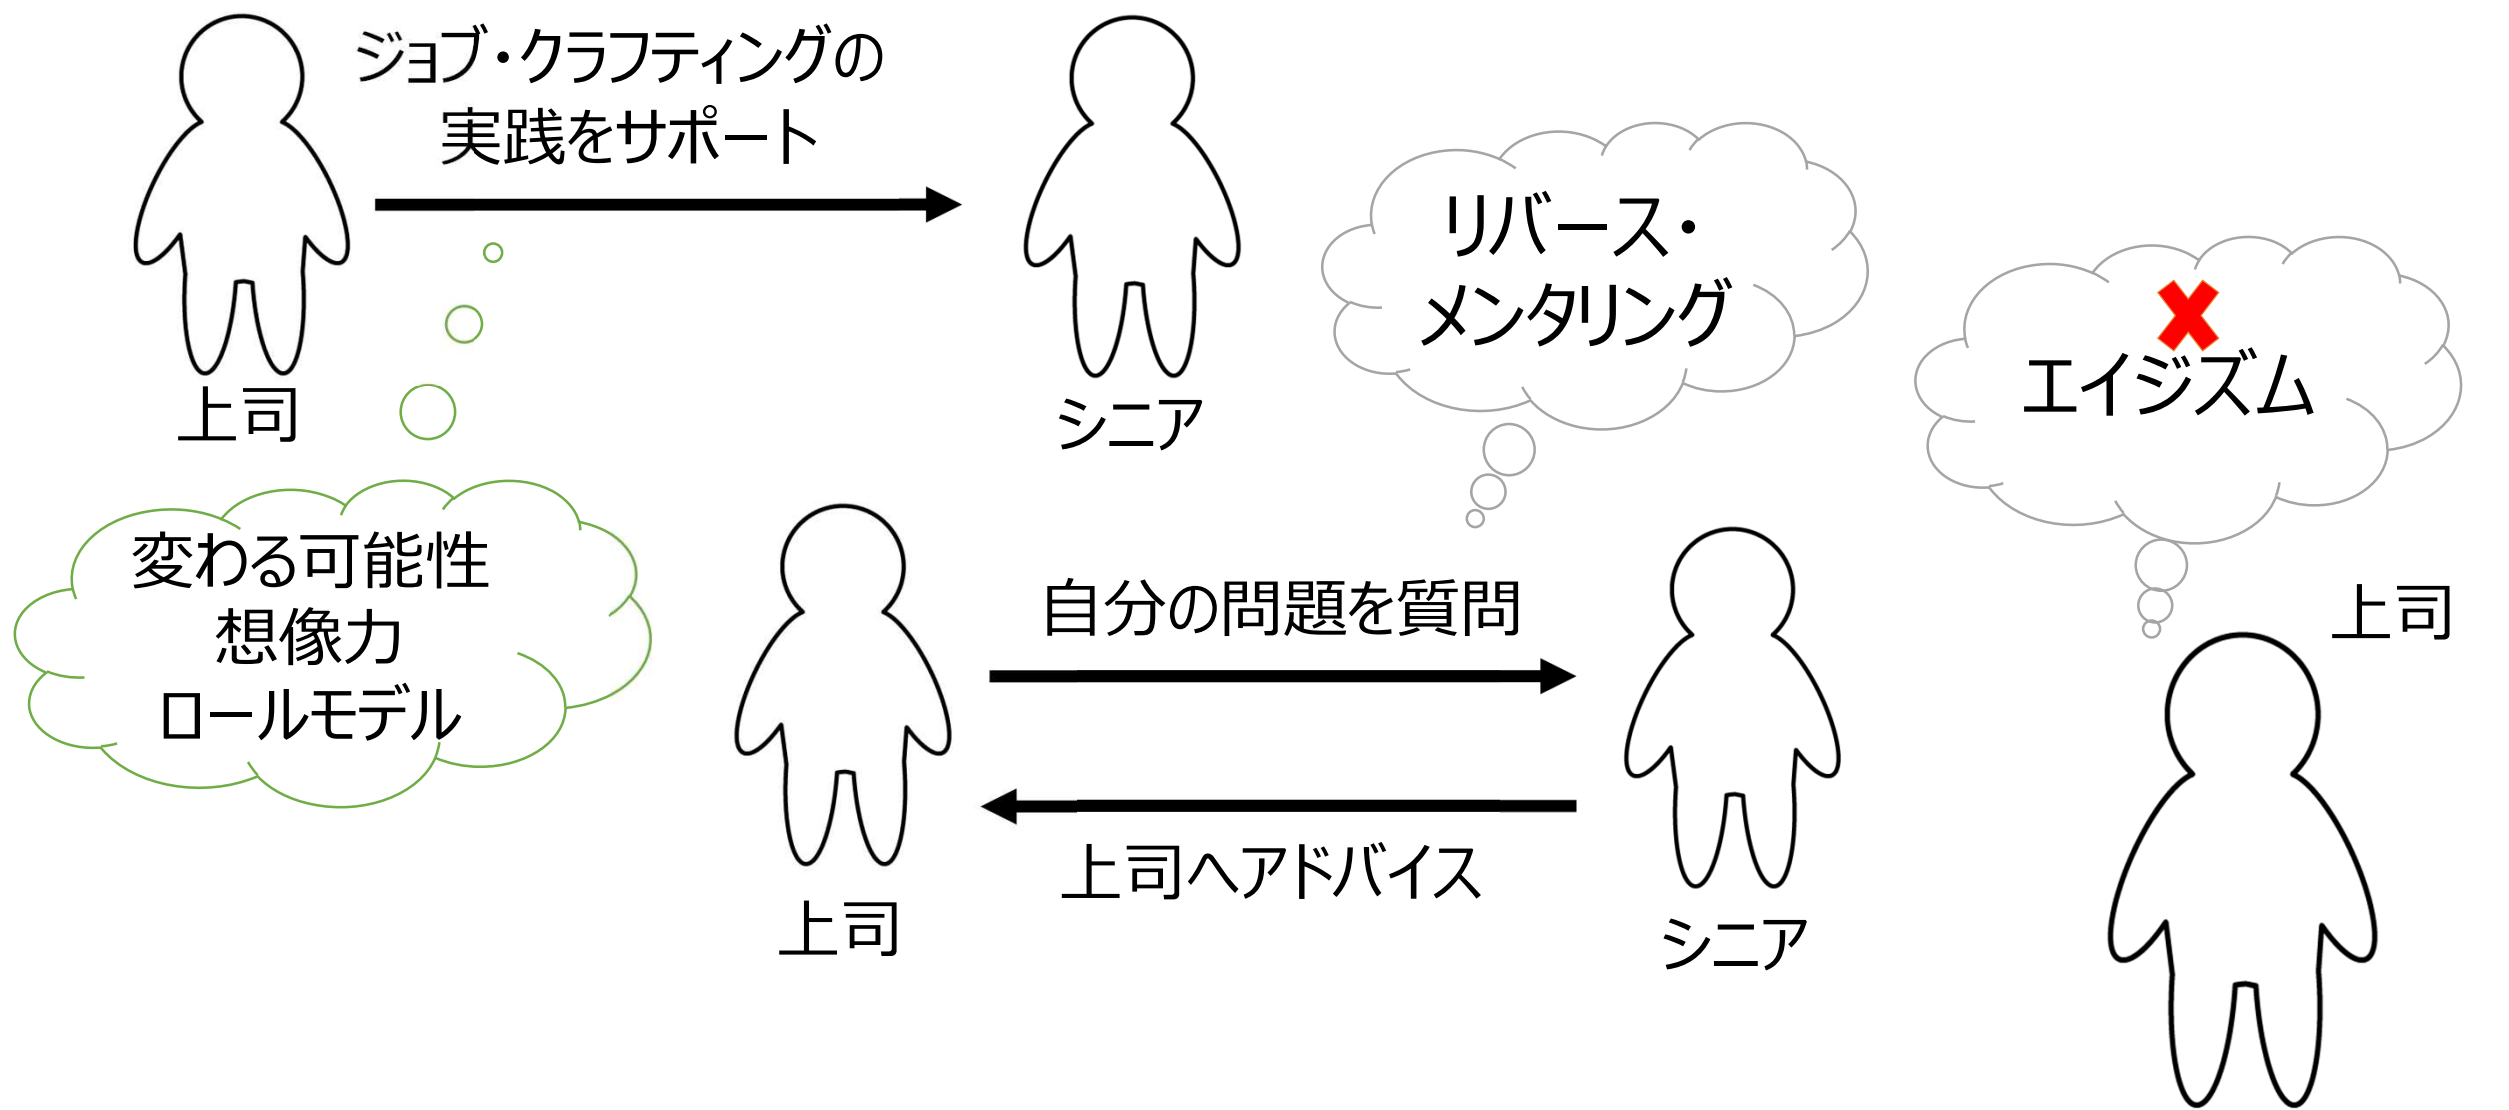 ジョブ・クラフティングの
実践をサポート
上司
シニア
変わる可能性
想像力
ロールモデル
リバース・
メンタリング
自分の問題を質問
上司へアドバイス
上司
シニア
エイジズム
上司